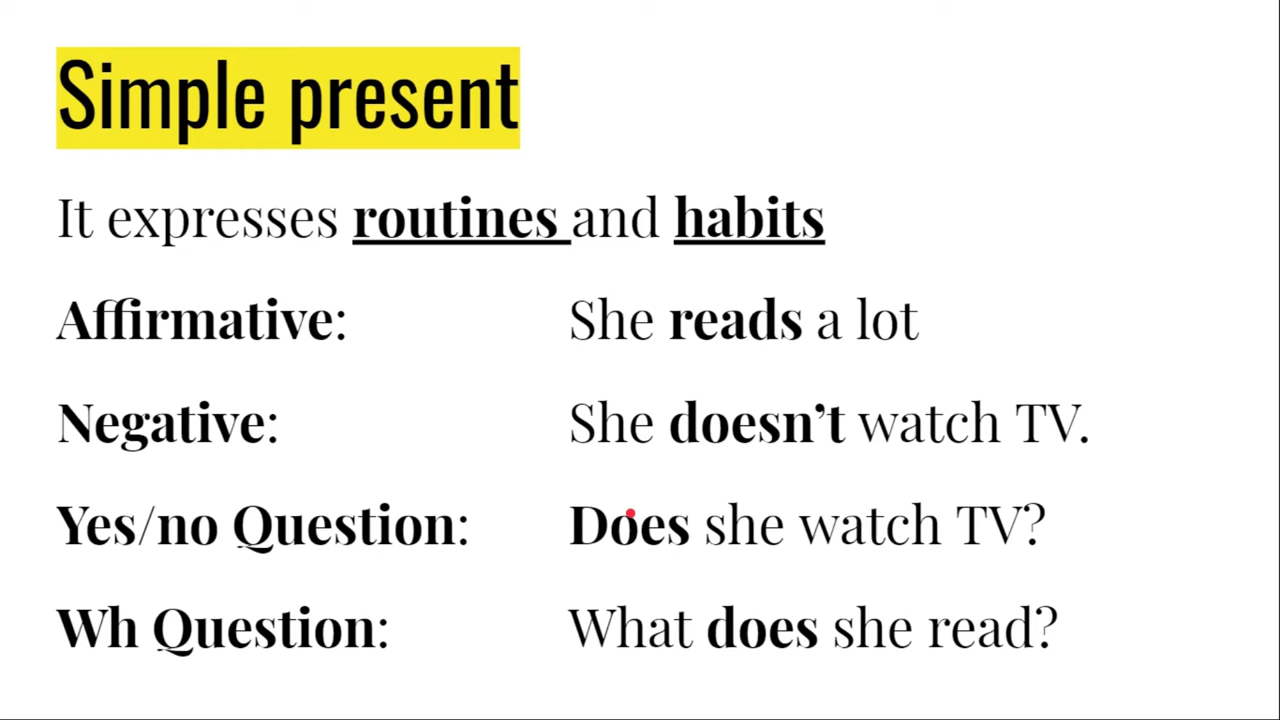 Simple present
It expresses routines and habits
Affirmative: She reads a lot
Negative: She doesn’t watch TV.
Yes/no Question: Does she watch TV?
Wh Question: What does she read?